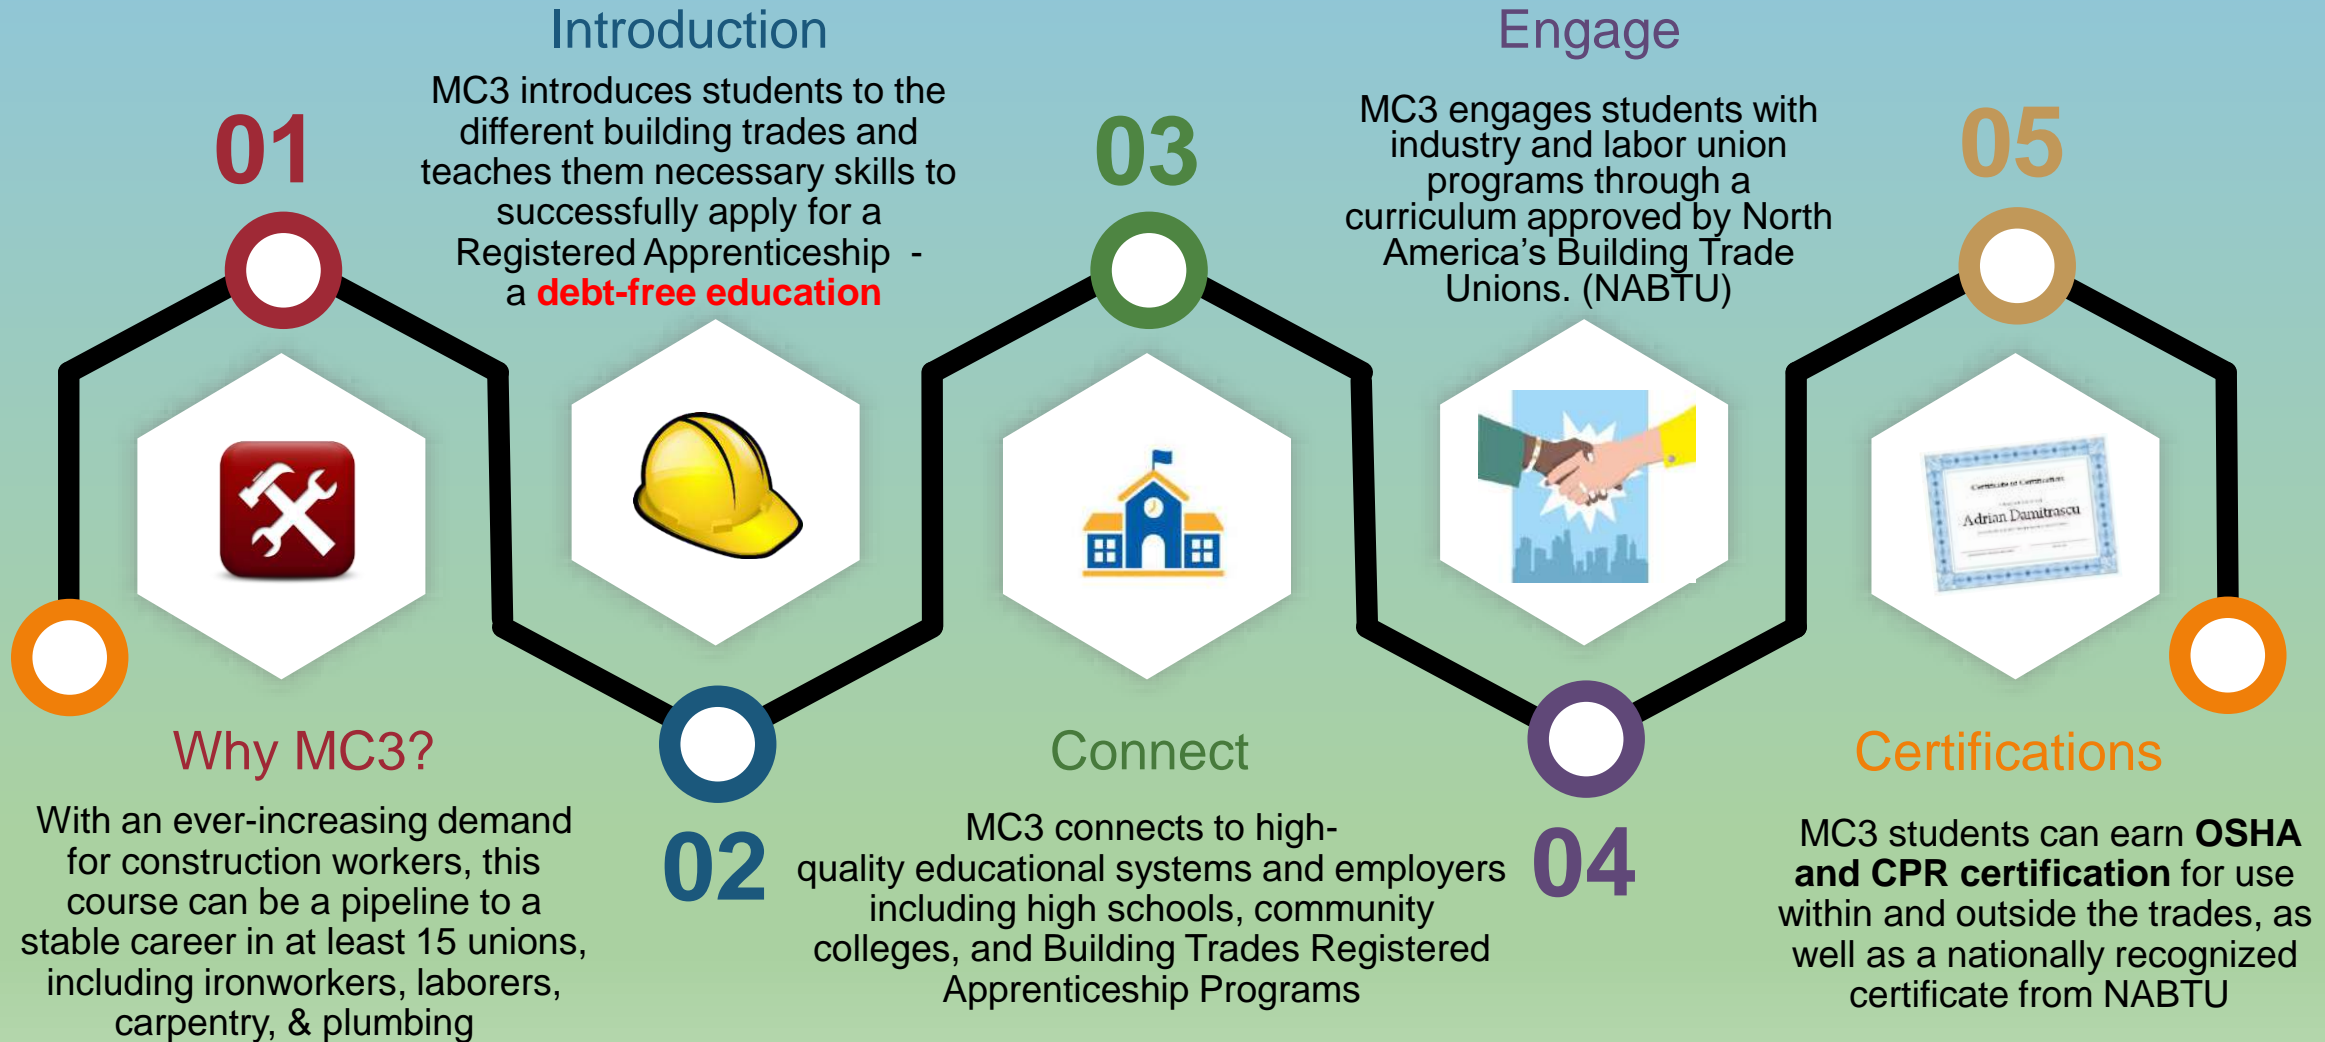 01
Why MC3?
With an ever-increasing demand
for construction workers, this
course can be a pipeline to a
stable career in at least 15 unions,
including ironworkers, laborers,
carpentry, & plumbing
Introduction
MC3 introduces students to the
different building trades and
teaches them necessary skills to
successfully apply for a
Registered Apprenticeship -
a debt-free education
02
03
Connect
MC3 connects to high-
quality educational systems and employers
including high schools, community
colleges, and Building Trades Registered
Apprenticeship Programs
Engage
MC3 engages students with
industry and labor union
programs through a
curriculum approved by North
America's Building Trade
Unions. (NABTU)
04
05
Certificate of Certification
Adrian Damitrascu
Certifications
MC3 students can earn OSHA
and CPR certification for use
within and outside the trades, as
well as a nationally recognized
certificate from NABTU